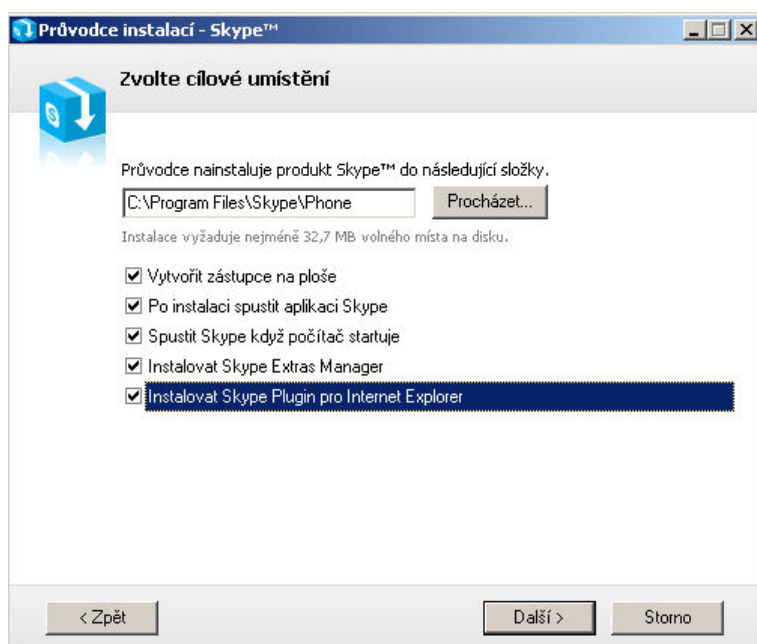 Průvodce instalací - Skype™
Zvolte cílové umístění
Průvodce nainstaluje produkt Skype™ do následující složky.
C:\Program Files\Skype\Phone
Procházet...
Instalace vyžaduje nejméně 32,7 MB volného místa na disku.
Vytvořit zástupce na ploše
Po instalaci spustit aplikaci Skype
Spustit Skype když počítač startuje
Instalovat Skype Extras Manager
Instalovat Skype Plugin pro Internet Explorer
< Zpět
Další >
Storno